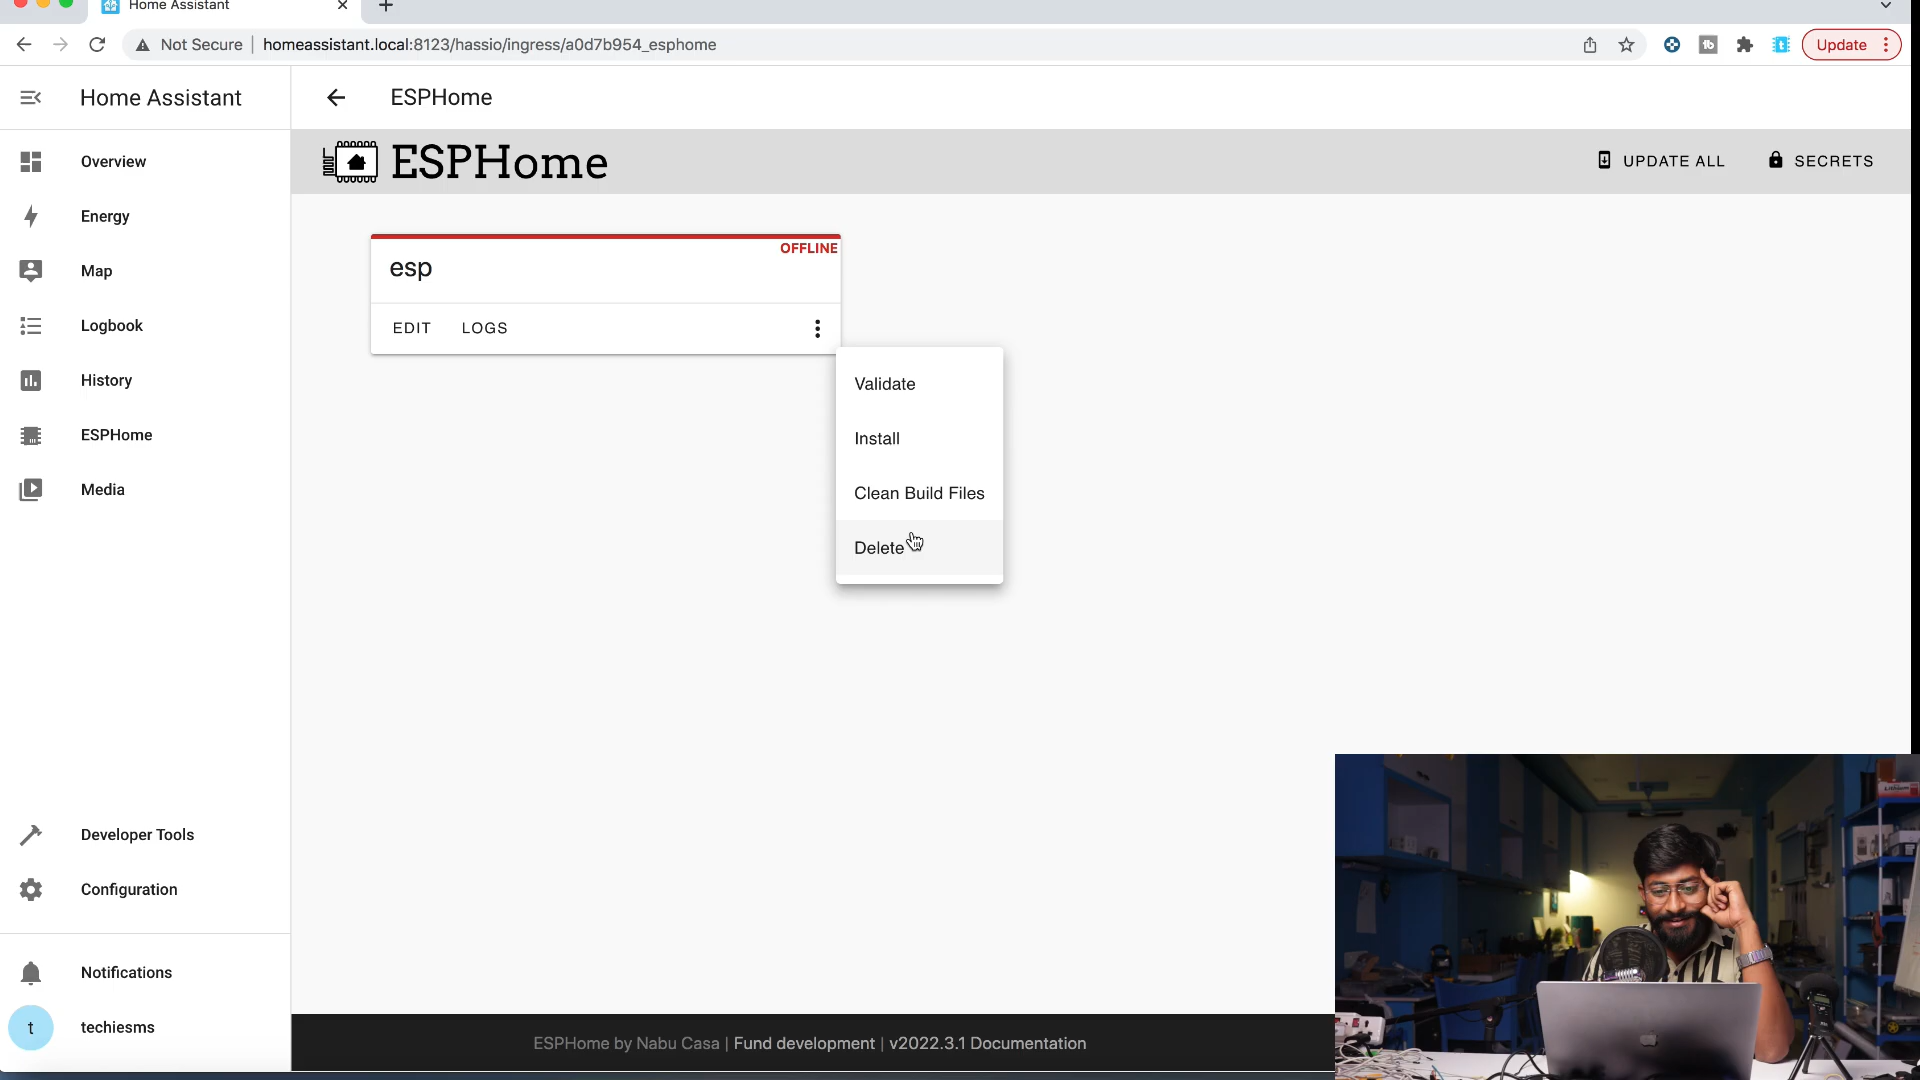 Home Assistant
Not Secure homeassistant.local:8123/hassio/ingress/a0d7b954_esphome
Update
Home Assistant
ESPHome
Overview
Energy
Map
Logbook
History
ESPHome
Media
Developer Tools
Configuration
Notifications
t techiesms
ESPHome
UPDATE ALL SECRETS
OFFLINE
esp
EDIT LOGS
Validate
Install
Clean Build Files
Delete
ESPHome by Nabu Casa | Fund development | v2022.3.1 Documentation